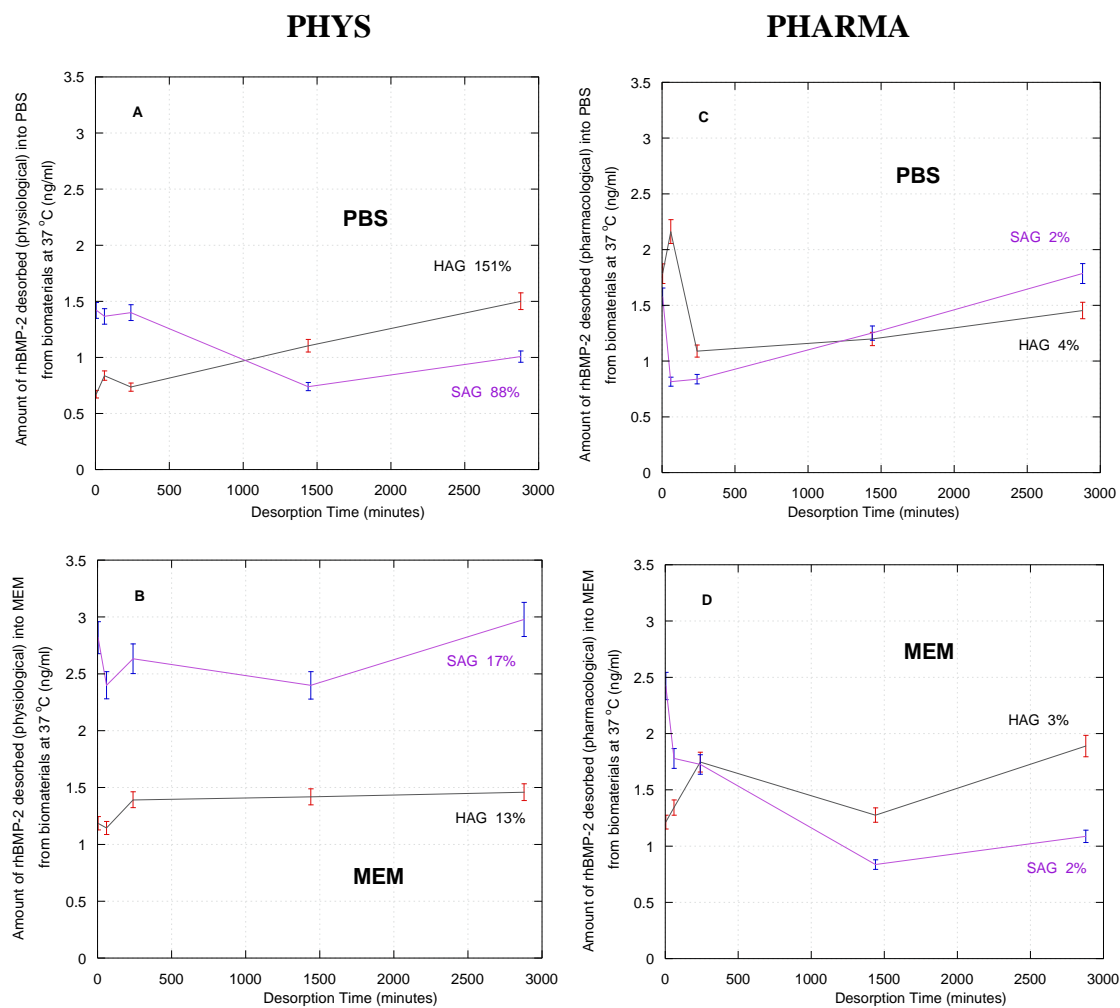 PHYS
PHARMA
Amount of rhBMP-2 desorbed (physiological) into PBS
from biomaterials at 37 °C (ng/ml)
3.5
3
2.5
2
1.5
1
0.5
0
A
PBS
HAG 151%
SAG 88%
0 500 1000 1500 2000 2500 3000
Desorption Time (minutes)
Amount of rhBMP-2 desorbed (pharmacological) into PBS
from biomaterials at 37 °C (ng/ml)
3.5
3
2.5
2
1.5
1
0.5
0
C
PBS
SAG 2%
HAG 4%
0 500 1000 1500 2000 2500 3000
Desorption Time (minutes)
Amount of rhBMP-2 desorbed (physiological) into MEM
from biomaterials at 37 °C (ng/ml)
3.5
3
2.5
2
1.5
1
0.5
0
B
SAG 17%
HAG 13%
MEM
0 500 1000 1500 2000 2500 3000
Desorption Time (minutes)
Amount of rhBMP-2 desorbed (pharmacological) into MEM
from biomaterials at 37 °C (ng/ml)
3.5
3
2.5
2
1.5
1
0.5
0
D
MEM
HAG 3%
SAG 2%
0 500 1000 1500 2000 2500 3000
Desorption Time (minutes)